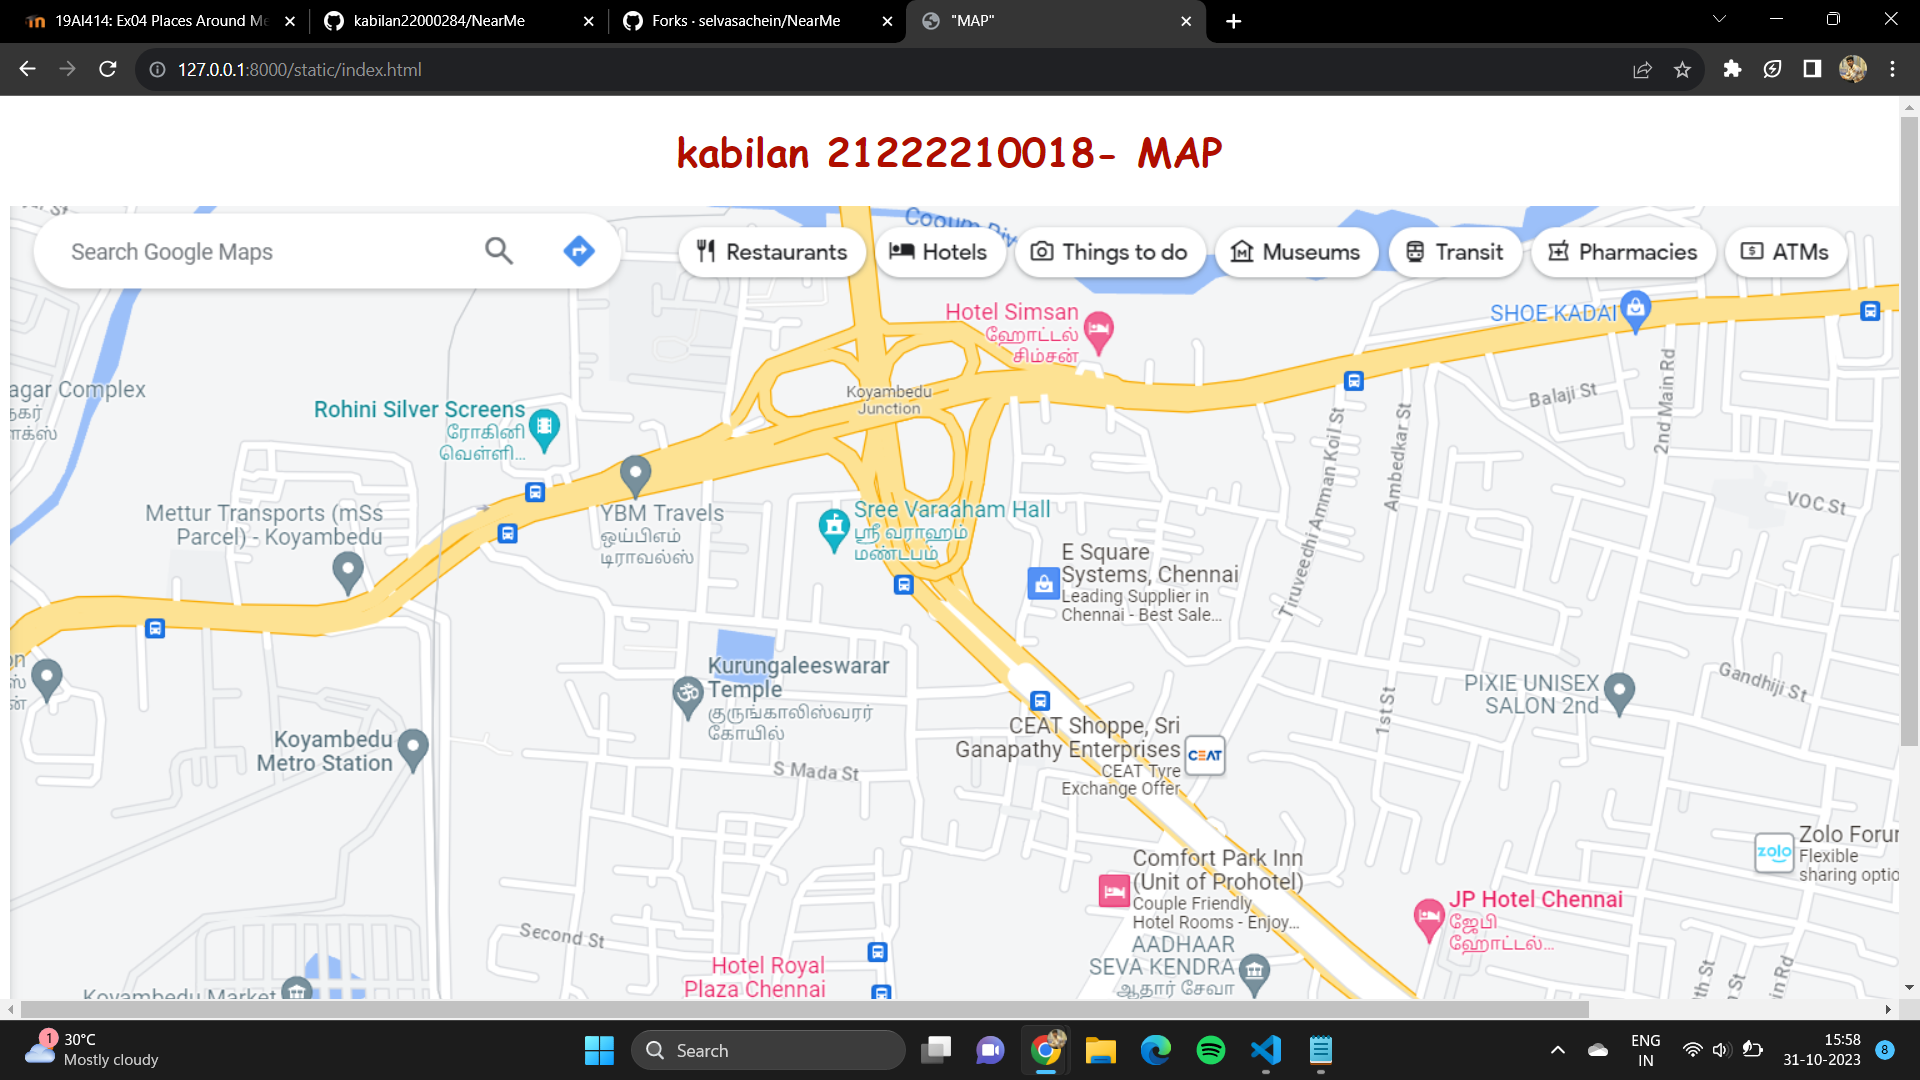 19AI414: Ex04 Places Around Me
kabilan22000284/NearMe
Forks · selvasachein/NearMe
"MAP"
127.0.0.1:8000/static/index.html
kabilan 21222210018- MAP
Search Google Maps
Restaurants
Hotels
Things to do
Museums
Transit
Pharmacies
ATMs
Hotel Simsan
ஹோட்டல்
சிம்சன்
SHOE KADAI
agar Complex
நகர்
Koyambedu
Junction
Rohini Silver Screens
ரோகினி
வெள்ளி...
Balaji St
2nd Main Rd
Ambedkar St
Tiruveedhi Amman Koil St
VOC St
Mettur Transports (mSs
Parcel) - Koyambedu
YBM Travels
ஒய்பிஎம்
டிராவல்ஸ்
Sree Varaaham Hall
ஸ்ரீ வராஹம்
மண்டபம்
E Square
Systems, Chennai
Leading Supplier in
Chennai - Best Sale...
Kurungaleeswarar
Temple
குருங்காலிஸ்வரர்
கோயில்
PIXIE UNISEX
SALON 2nd
Gandhiji St
1st St
Koyambedu
Metro Station
S Mada St
CEAT Shoppe, Sri
Ganapathy Enterprises
CEAT Tyre
Exchange Offer
CEAT
zolo
Zolo Forur
Flexible
sharing optio
Comfort Park Inn
(Unit of Prohotel)
Couple Friendly
Hotel Rooms - Enjoy...
JP Hotel Chennai
ஜேபி
ஹோட்டல்...
Second St
AADHAAR
SEVA KENDRA
ஆதார் சேவா
Hotel Royal
Plaza Chennai
Koyambedu Market
1
30°C
Mostly cloudy
Search
ENG
IN
15:58
31-10-2023
8